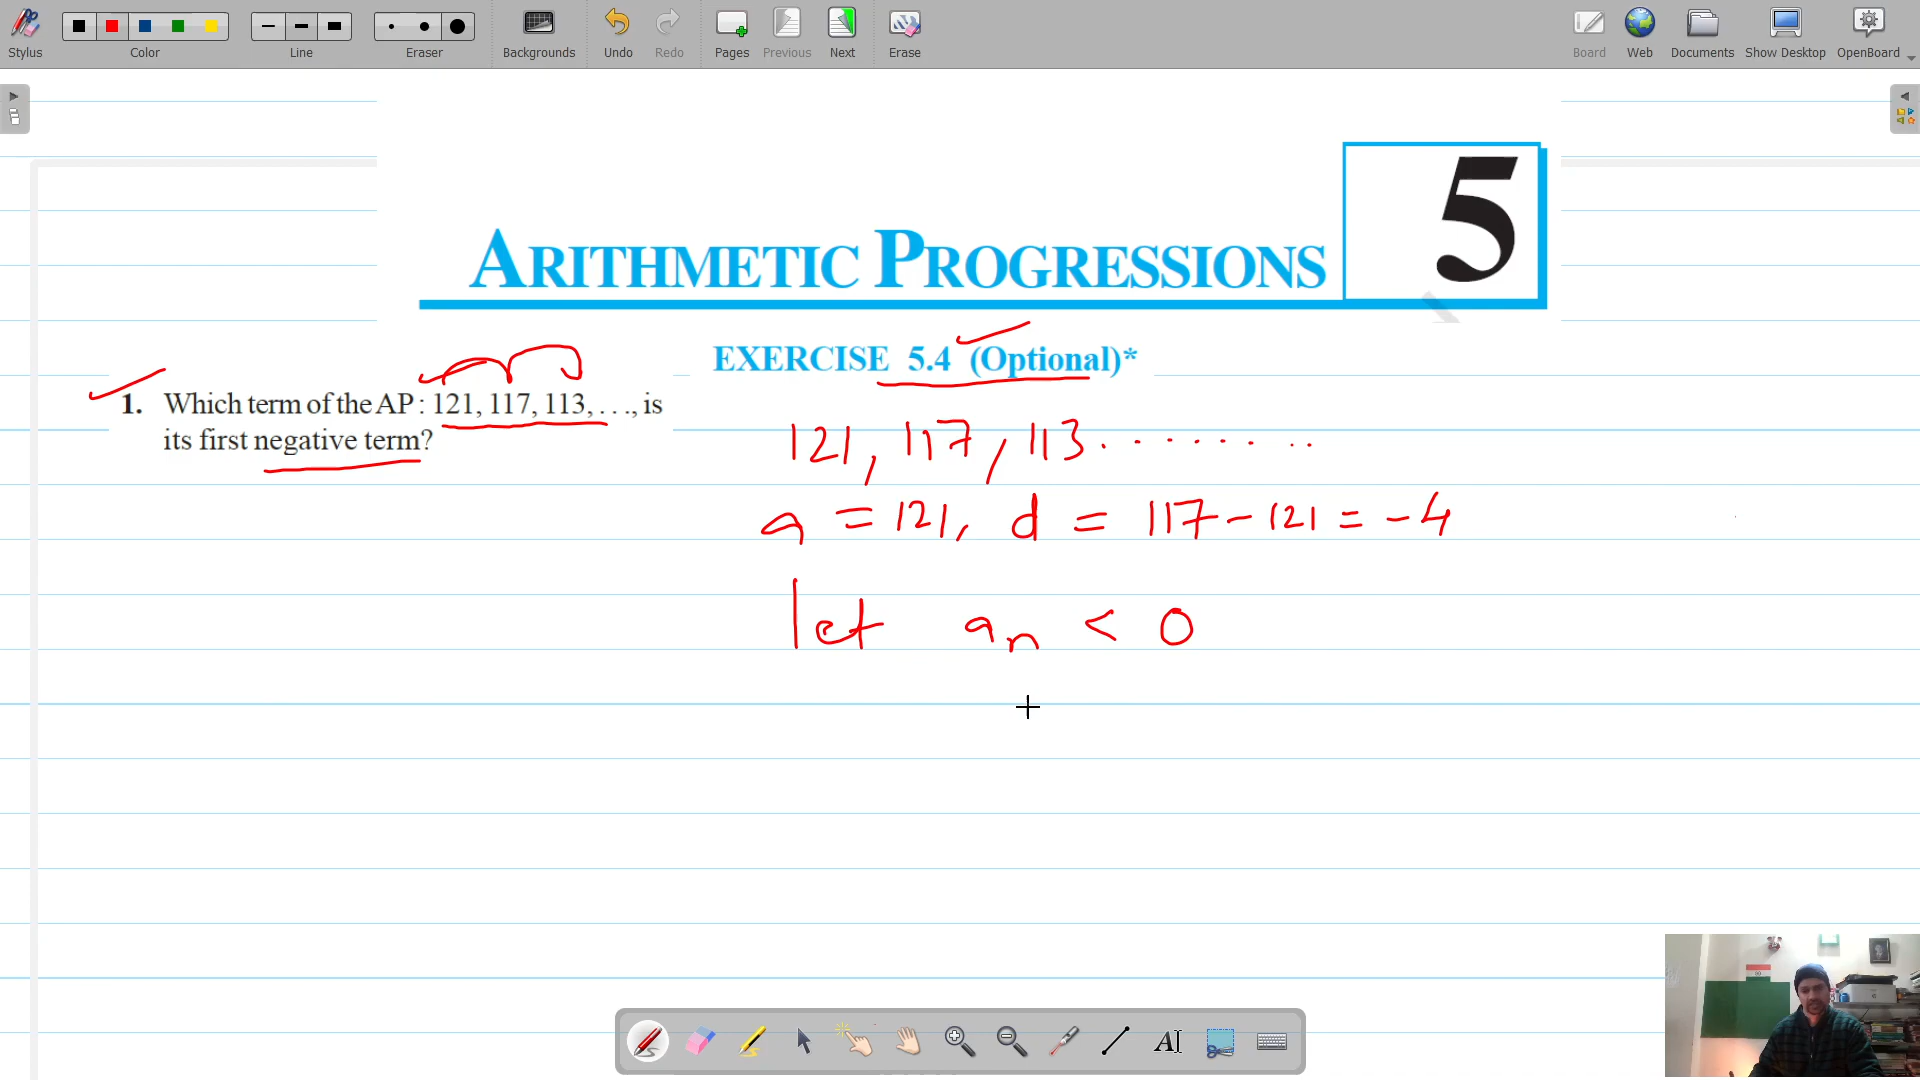 Stylus Color Line Eraser Backgrounds Undo Redo Pages Previous Next Erase Board Web Documents Show Desktop OpenBoard
5
ARITHMETIC PROGRESSIONS
EXERCISE 5.4 (Optional)*
1. Which term of the AP : 121, 117, 113, . . ., is
its first negative term?
121, 117, 113 . . . . . . . .
a = 121, d = 117 - 121 = -4
let an < 0